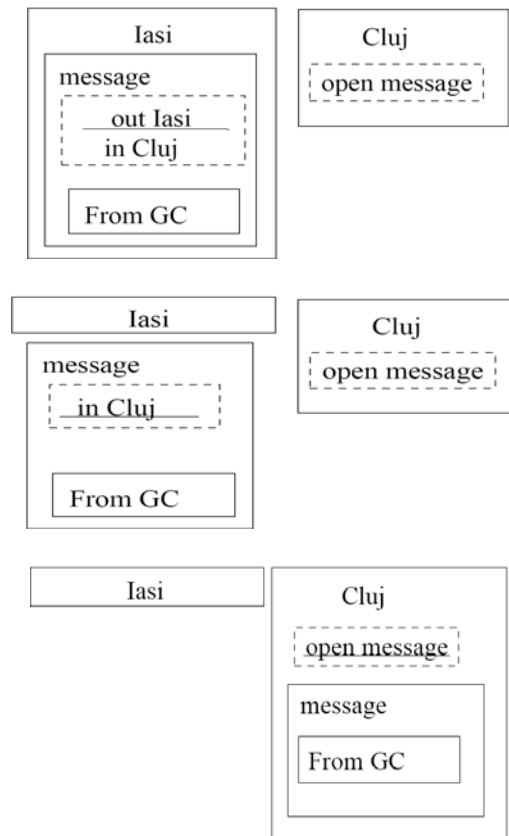 Iasi
message
out Iasi
in Cluj
From GC
Cluj
open message
Iasi
message
in Cluj
From GC
Cluj
open message
Iasi
Cluj
open message
message
From GC